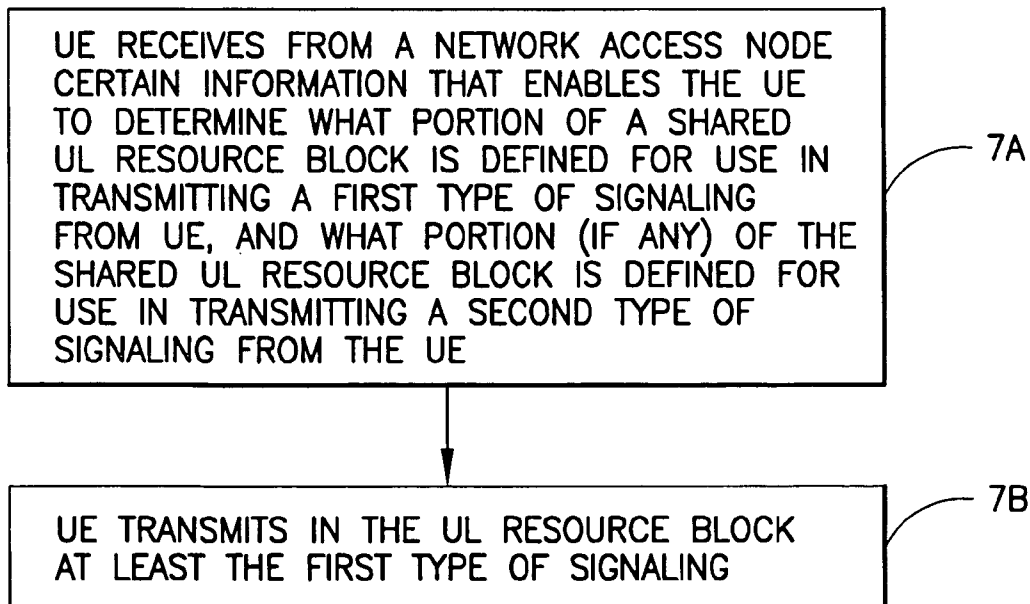 UE RECEIVES FROM A NETWORK ACCESS NODE
CERTAIN INFORMATION THAT ENABLES THE UE
TO DETERMINE WHAT PORTION OF A SHARED
UL RESOURCE BLOCK IS DEFINED FOR USE IN
TRANSMITTING A FIRST TYPE OF SIGNALING
FROM UE, AND WHAT PORTION (IF ANY) OF THE
SHARED UL RESOURCE BLOCK IS DEFINED FOR
USE IN TRANSMITTING A SECOND TYPE OF
SIGNALING FROM THE UE
7A
UE TRANSMITS IN THE UL RESOURCE BLOCK
AT LEAST THE FIRST TYPE OF SIGNALING
7B